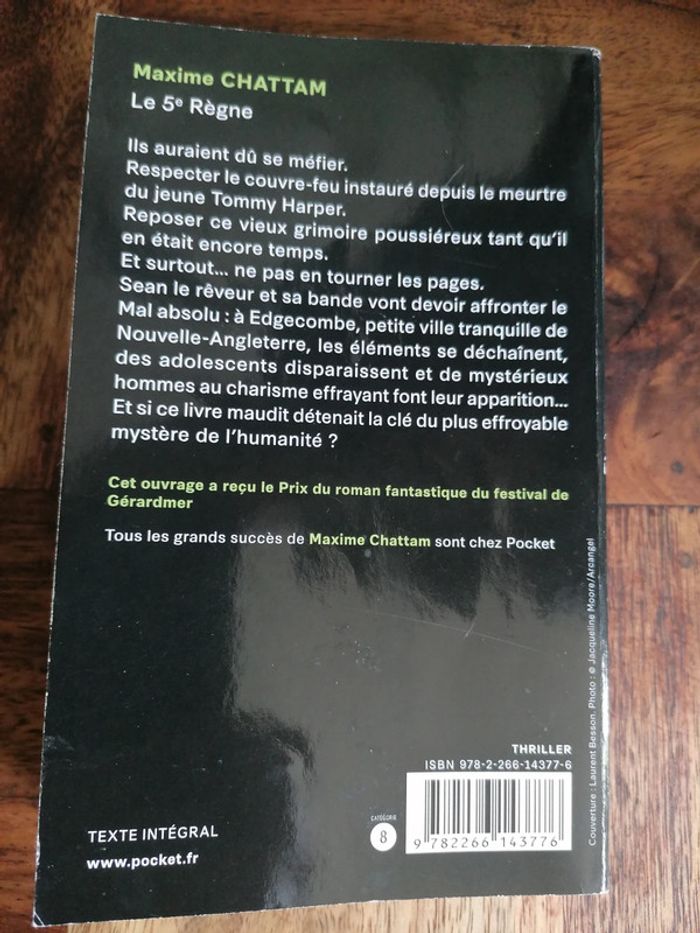 Maxime CHATTAM
Le 5e Règne
Ils auraient dû se méfier.
Respecter le couvre-feu instauré depuis le meurtre
du jeune Tommy Harper.
Reposer ce vieux grimoire poussiéreux tant qu'il
en était encore temps.
Et surtout... ne pas en tourner les pages.
Sean le rêveur et sa bande vont devoir affronter le
Mal absolu : à Edgecombe, petite ville tranquille de
Nouvelle-Angleterre, les éléments se déchaînent,
des adolescents disparaissent et de mystérieux
hommes au charisme effrayant font leur apparition...
Et si ce livre maudit détenait la clé du plus effroyable
mystère de l'humanité ?
Cet ouvrage a reçu le Prix du roman fantastique du festival de
Gérardmer
Tous les grands succès de Maxime Chattam sont chez Pocket
Couverture : Laurent Besson. Photo : © Jacqueline Moore/Arcangel
THRILLER
ISBN 978-2-266-14377-6
CATÉGORIE
8
9 782266 143776
TEXTE INTÉGRAL
www.pocket.fr